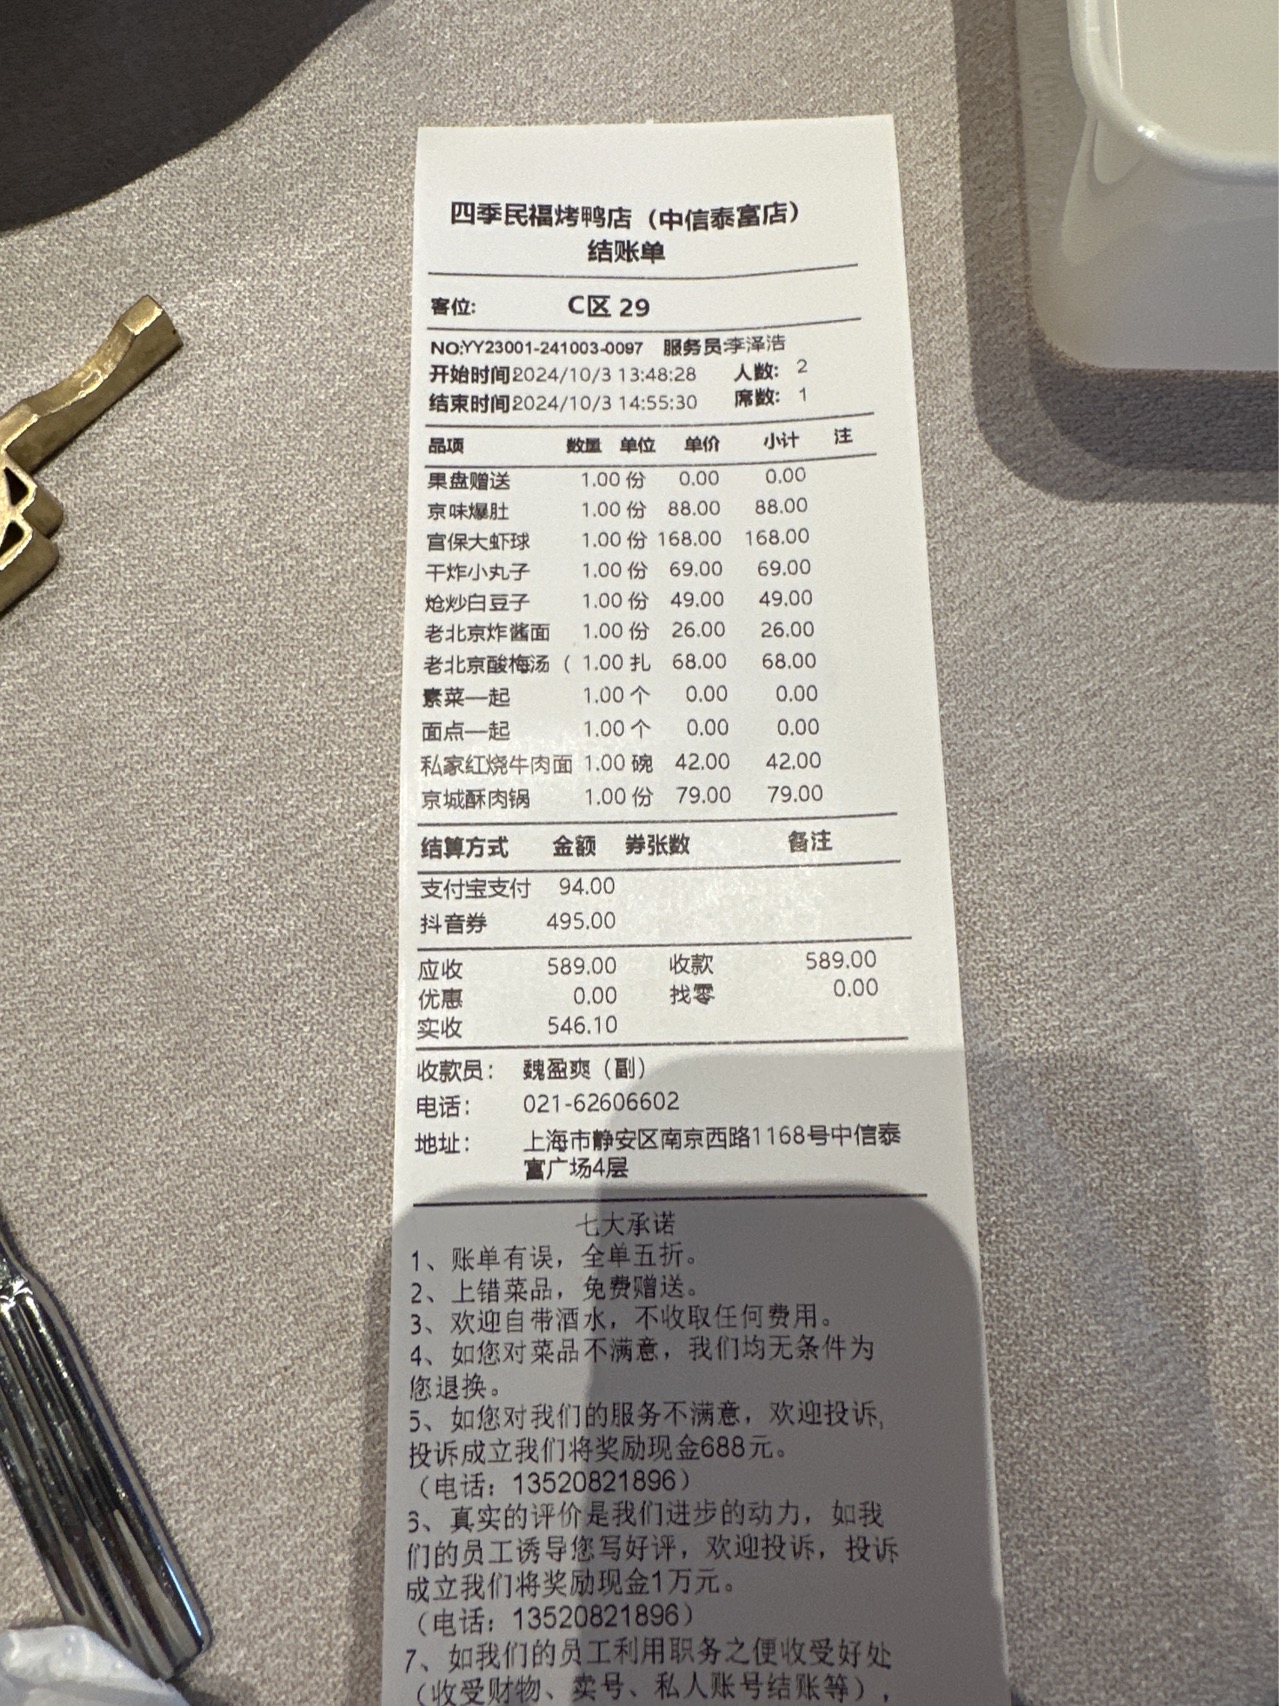 四季民福烤鸭店（中信泰富店）
结账单
客位: C区 29
NO:YY23001-241003-0097 服务员:李泽浩
开始时间2024/10/3 13:48:28 人数: 2
结束时间2024/10/3 14:55:30 席数: 1
品项 数量 单位 单价 小计 注
果盘赠送 1.00 份 0.00 0.00
京味爆肚 1.00 份 88.00 88.00
宫保大虾球 1.00 份 168.00 168.00
干炸小丸子 1.00 份 69.00 69.00
炝炒白豆子 1.00 份 49.00 49.00
老北京炸酱面 1.00 份 26.00 26.00
老北京酸梅汤（ 1.00 扎 68.00 68.00
素菜一起 1.00 个 0.00 0.00
面点一起 1.00 个 0.00 0.00
私家红烧牛肉面 1.00 碗 42.00 42.00
京城酥肉锅 1.00 份 79.00 79.00
结算方式 金额 券张数 备注
支付宝支付 94.00
抖音券 495.00
应收 589.00 收款 589.00
优惠 0.00 找零 0.00
实收 546.10
收款员： 魏盈爽（副）
电话： 021-62606602
地址： 上海市静安区南京西路1168号中信泰
富广场4层
七大承诺
1、账单有误，全单五折。
2、上错菜品，免费赠送。
3、欢迎自带酒水，不收取任何费用。
4、如您对菜品不满意，我们均无条件为
您退换。
5、如您对我们的服务不满意，欢迎投诉，
投诉成立我们将奖励现金688元。
（电话：13520821896）
6、真实的评价是我们进步的动力，如我
们的员工诱导您写好评，欢迎投诉，投诉
成立我们将奖励现金1万元。
（电话：13520821896）
7、如我们的员工利用职务之便收受好处
（收受财物、卖号、私人账号结账等），